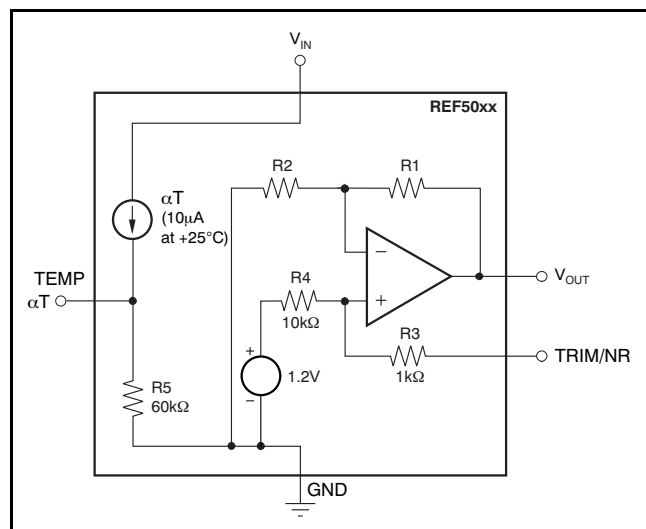 V_IN
REF50xx
R2
R1
αT
(10μA
at +25°C)
−
TEMP
αT
R4
10kΩ
+
V_OUT
R3
1kΩ
TRIM/NR
+
1.2V
−
R5
60kΩ
GND